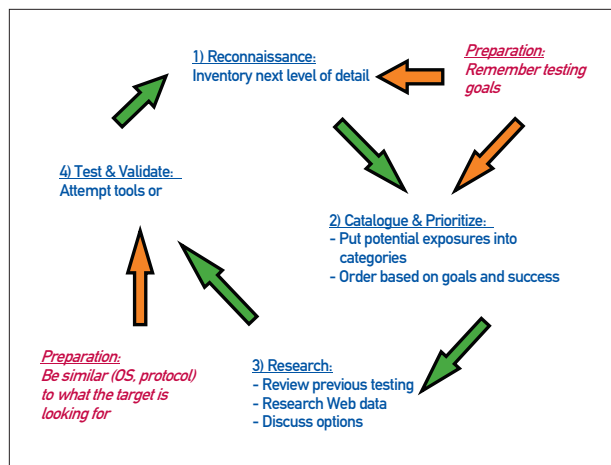 1) Reconnaissance:
Inventory next level of detail
Preparation:
Remember testing
goals
4) Test & Validate:
Attempt tools or
2) Catalogue & Prioritize:
- Put potential exposures into
categories
- Order based on goals and success
3) Research:
- Review previous testing
- Research Web data
- Discuss options
Preparation:
Be similar (OS, protocol)
to what the target is
looking for